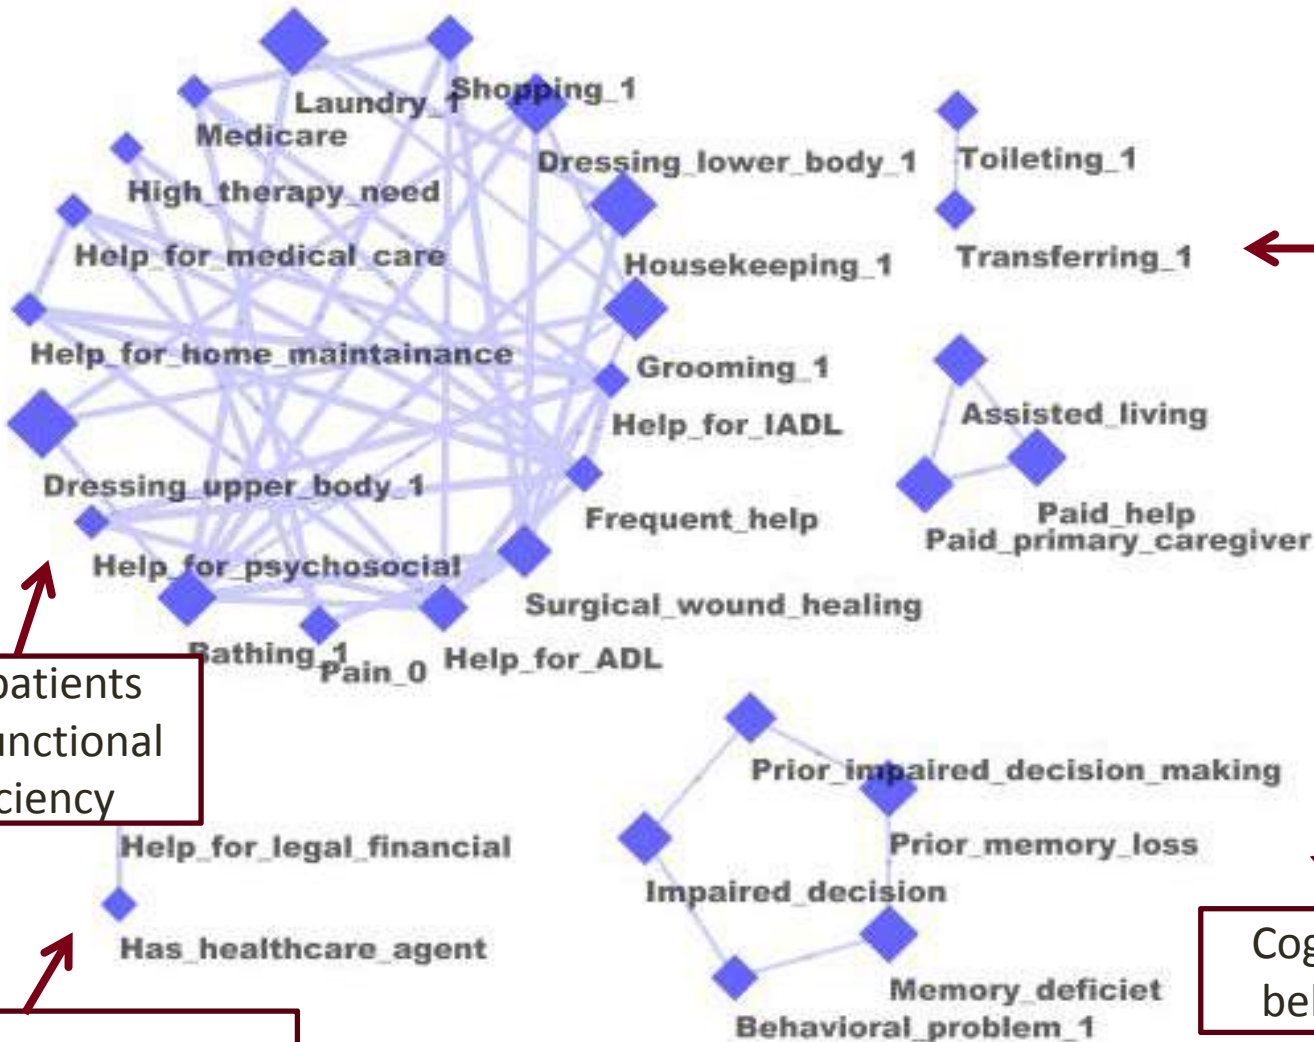 Laundry_1
Shopping_1
Medicare
Dressing_lower_body_1
Toileting_1
High_therapy_need
Help_for_medical_care
Housekeeping_1
Transferring_1
Help_for_home_maintainance
Grooming_1
Help_for_IADL
Assisted_living
Dressing_upper_body_1
Frequent_help
Paid_help
Paid_primary_caregiver
Help_for_psychosocial
Surgical_wound_healing
Bathing_1
Pain_0
Help_for_ADL
patients
unctional
ciency
Prior_impaired_decision_making
Help_for_legal_financial
Prior_memory_loss
Impaired_decision
Has_healthcare_agent
Cog
bel
Memory_deficiet
Behavioral_problem_1